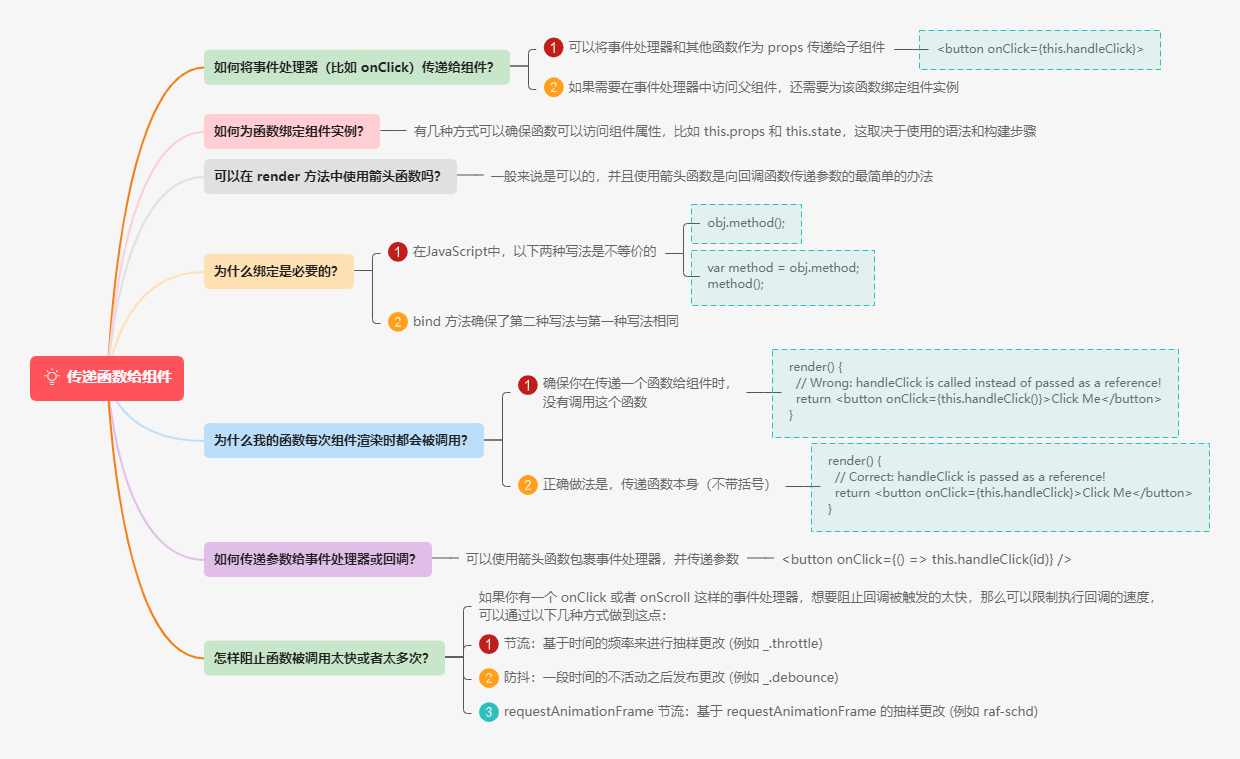 传递函数给组件
如何将事件处理器（比如 onClick）传递给组件？
1 可以将事件处理器和其他函数作为 props 传递给子组件
<button onClick={this.handleClick}>
2 如果需要在事件处理器中访问父组件，还需要为该函数绑定组件实例
如何为函数绑定组件实例？
有几种方式可以确保函数可以访问组件属性，比如 this.props 和 this.state，这取决于使用的语法和构建步骤
可以在 render 方法中使用箭头函数吗？
一般来说是可以的，并且使用箭头函数是向回调函数传递参数的最简单的办法
为什么绑定是必要的？
1 在JavaScript中，以下两种写法是不等价的
obj.method();
var method = obj.method;
method();
2 bind 方法确保了第二种写法与第一种写法相同
为什么我的函数每次组件渲染时都会被调用？
1 确保你在传递一个函数给组件时，
没有调用这个函数
render() {
// Wrong: handleClick is called instead of passed as a reference!
return <button onClick={this.handleClick()}>Click Me</button>
}
2 正确做法是，传递函数本身（不带括号）
render() {
// Correct: handleClick is passed as a reference!
return <button onClick={this.handleClick}>Click Me</button>
}
如何传递参数给事件处理器或回调？
可以使用箭头函数包裹事件处理器，并传递参数
<button onClick={() => this.handleClick(id)} />
怎样阻止函数被调用太快或者太多次？
如果你有一个 onClick 或者 onScroll 这样的事件处理器，想要阻止回调被触发的太快，那么可以限制执行回调的速度，
可以通过以下几种方式做到这点：
1 节流：基于时间的频率来进行抽样更改 (例如 _.throttle)
2 防抖：一段时间的不活动之后发布更改 (例如 _.debounce)
3 requestAnimationFrame 节流：基于 requestAnimationFrame 的抽样更改 (例如 raf-schd)